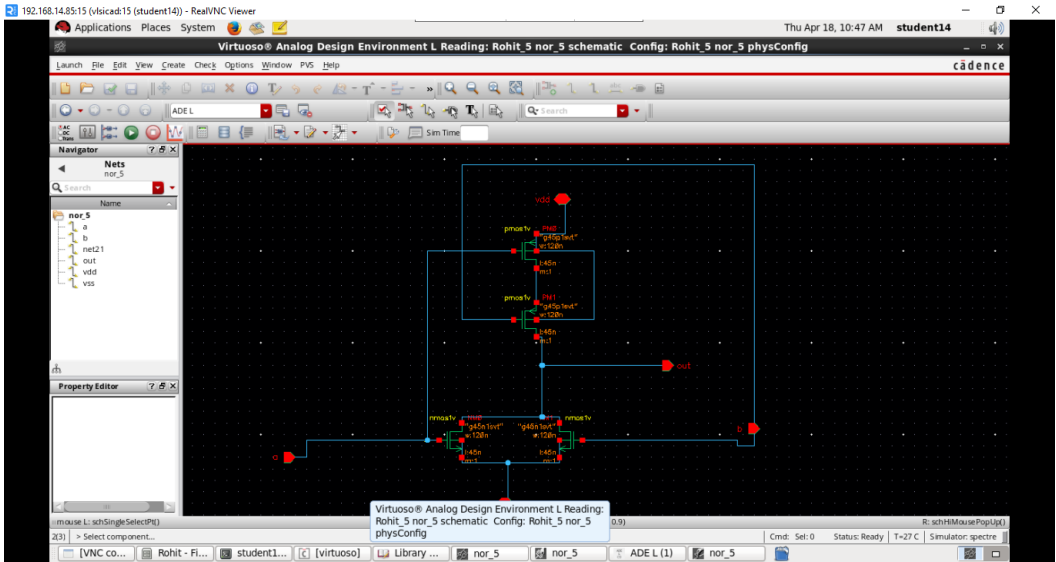 192.168.14.85:15 (vlsicad:15 (student14)) - RealVNC Viewer
Applications Places System
Thu Apr 18, 10:47 AM student14
Virtuoso® Analog Design Environment L Reading: Rohit_5 nor_5 schematic Config: Rohit_5 nor_5 physConfig
Launch File Edit View Create Check Options Window PVS Help
cādence
ADE L
Search
Sim Time
Navigator
Nets
nor_5
Search
Name
nor_5
a
b
net21
out
vdd
vss
Property Editor
vdd
pmos1v PM0
"g45p1svt"
w:120n
l:45n
m:1
pmos1v PM1
"g45p1svt"
w:120n
l:45n
m:1
out
nmos1v
nmos1v
"g45n1svt"
"g45n1svt"
w:120n
w:120n
l:45n
l:45n
m:1
m:1
a
b
Virtuoso® Analog Design Environment L Reading:
Rohit_5 nor_5 schematic Config: Rohit_5 nor_5
physConfig
mouse L: schSingleSelectPt()
0.9)
R: schHiMousePopUp()
2(3) > Select component...
Cmd: Sel: 0 Status: Ready T=27 C Simulator: spectre
[VNC co... Rohit - Fi... student1... [virtuoso] Library ... nor_5 nor_5 ADE L (1) nor_5